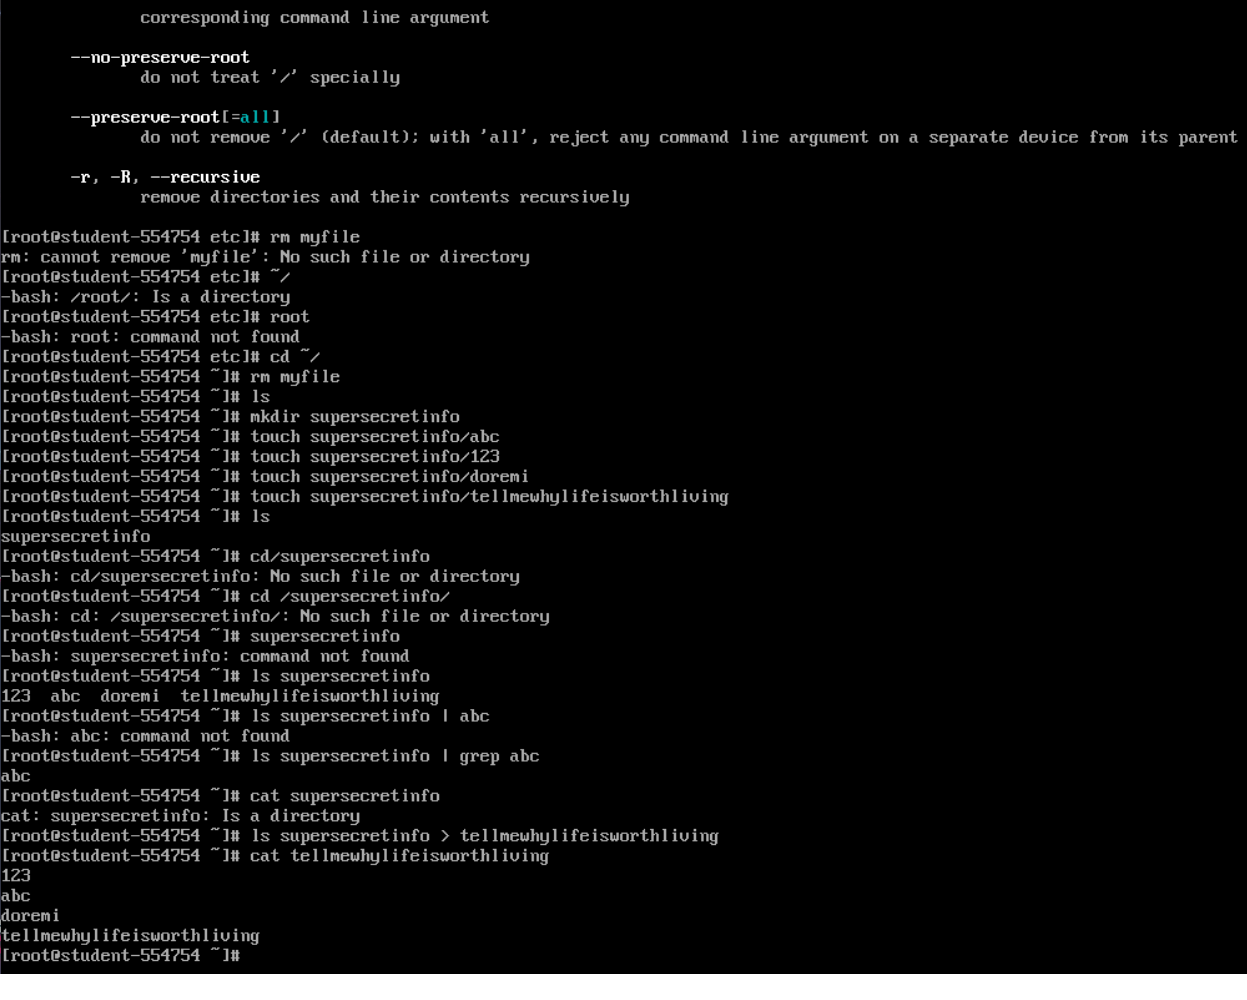 corresponding command line argument
--no-preserve-root
do not treat '/' specially
--preserve-root[=all]
do not remove '/' (default); with 'all', reject any command line argument on a separate device from its parent
-r, -R, --recursive
remove directories and their contents recursively
[root@student-554754 etc]# rm myfile
rm: cannot remove 'myfile': No such file or directory
[root@student-554754 etc]# ~/
-bash: /root/: Is a directory
[root@student-554754 etc]# root
-bash: root: command not found
[root@student-554754 etc]# cd ~/
[root@student-554754 ~]# rm myfile
[root@student-554754 ~]# ls
[root@student-554754 ~]# mkdir supersecretinfo
[root@student-554754 ~]# touch supersecretinfo/abc
[root@student-554754 ~]# touch supersecretinfo/123
[root@student-554754 ~]# touch supersecretinfo/doremi
[root@student-554754 ~]# touch supersecretinfo/tellmewhylifeisworthliving
[root@student-554754 ~]# ls
supersecretinfo
[root@student-554754 ~]# cd/supersecretinfo
-bash: cd/supersecretinfo: No such file or directory
[root@student-554754 ~]# cd /supersecretinfo/
-bash: cd: /supersecretinfo/: No such file or directory
[root@student-554754 ~]# supersecretinfo
-bash: supersecretinfo: command not found
[root@student-554754 ~]# ls supersecretinfo
123  abc  doremi  tellmewhylifeisworthliving
[root@student-554754 ~]# ls supersecretinfo | abc
-bash: abc: command not found
[root@student-554754 ~]# ls supersecretinfo | grep abc
abc
[root@student-554754 ~]# cat supersecretinfo
cat: supersecretinfo: Is a directory
[root@student-554754 ~]# ls supersecretinfo > tellmewhylifeisworthliving
[root@student-554754 ~]# cat tellmewhylifeisworthliving
123
abc
doremi
tellmewhylifeisworthliving
[root@student-554754 ~]#